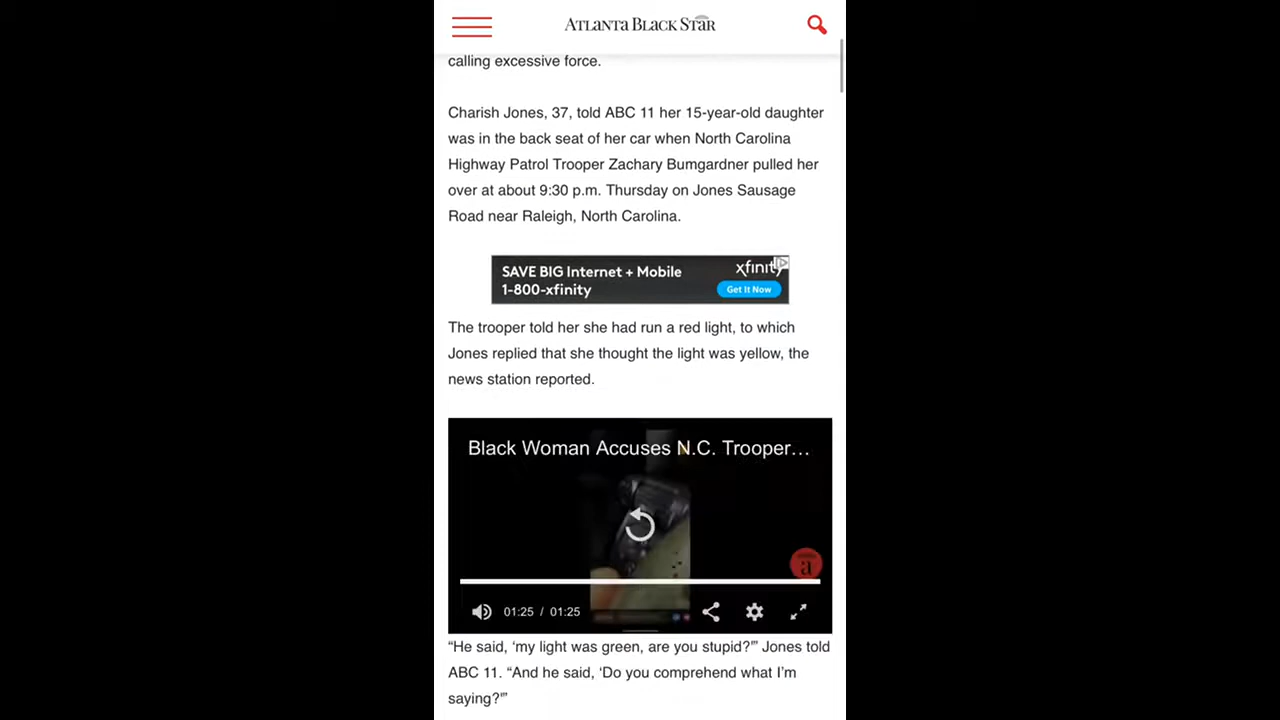 ATLANTA BLACK STAR
calling excessive force.
Charish Jones, 37, told ABC 11 her 15-year-old daughter
was in the back seat of her car when North Carolina
Highway Patrol Trooper Zachary Bumgardner pulled her
over at about 9:30 p.m. Thursday on Jones Sausage
Road near Raleigh, North Carolina.
SAVE BIG Internet + Mobile
1-800-xfinity
xfinity
Get It Now
The trooper told her she had run a red light, to which
Jones replied that she thought the light was yellow, the
news station reported.
Black Woman Accuses N.C. Trooper…
a
01:25 / 01:25
“He said, ‘my light was green, are you stupid?’” Jones told
ABC 11. “And he said, ‘Do you comprehend what I’m
saying?’”